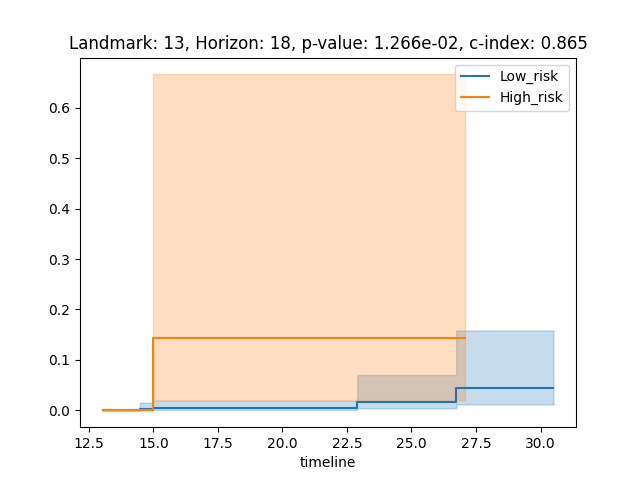 Landmark: 13, Horizon: 18, p-value: 1.266e-02, c-index: 0.865
Low_risk
High_risk
0.6
0.5
0.4
0.3
0.2
0.1
0.0
12.5 15.0 17.5 20.0 22.5 25.0 27.5 30.0
timeline